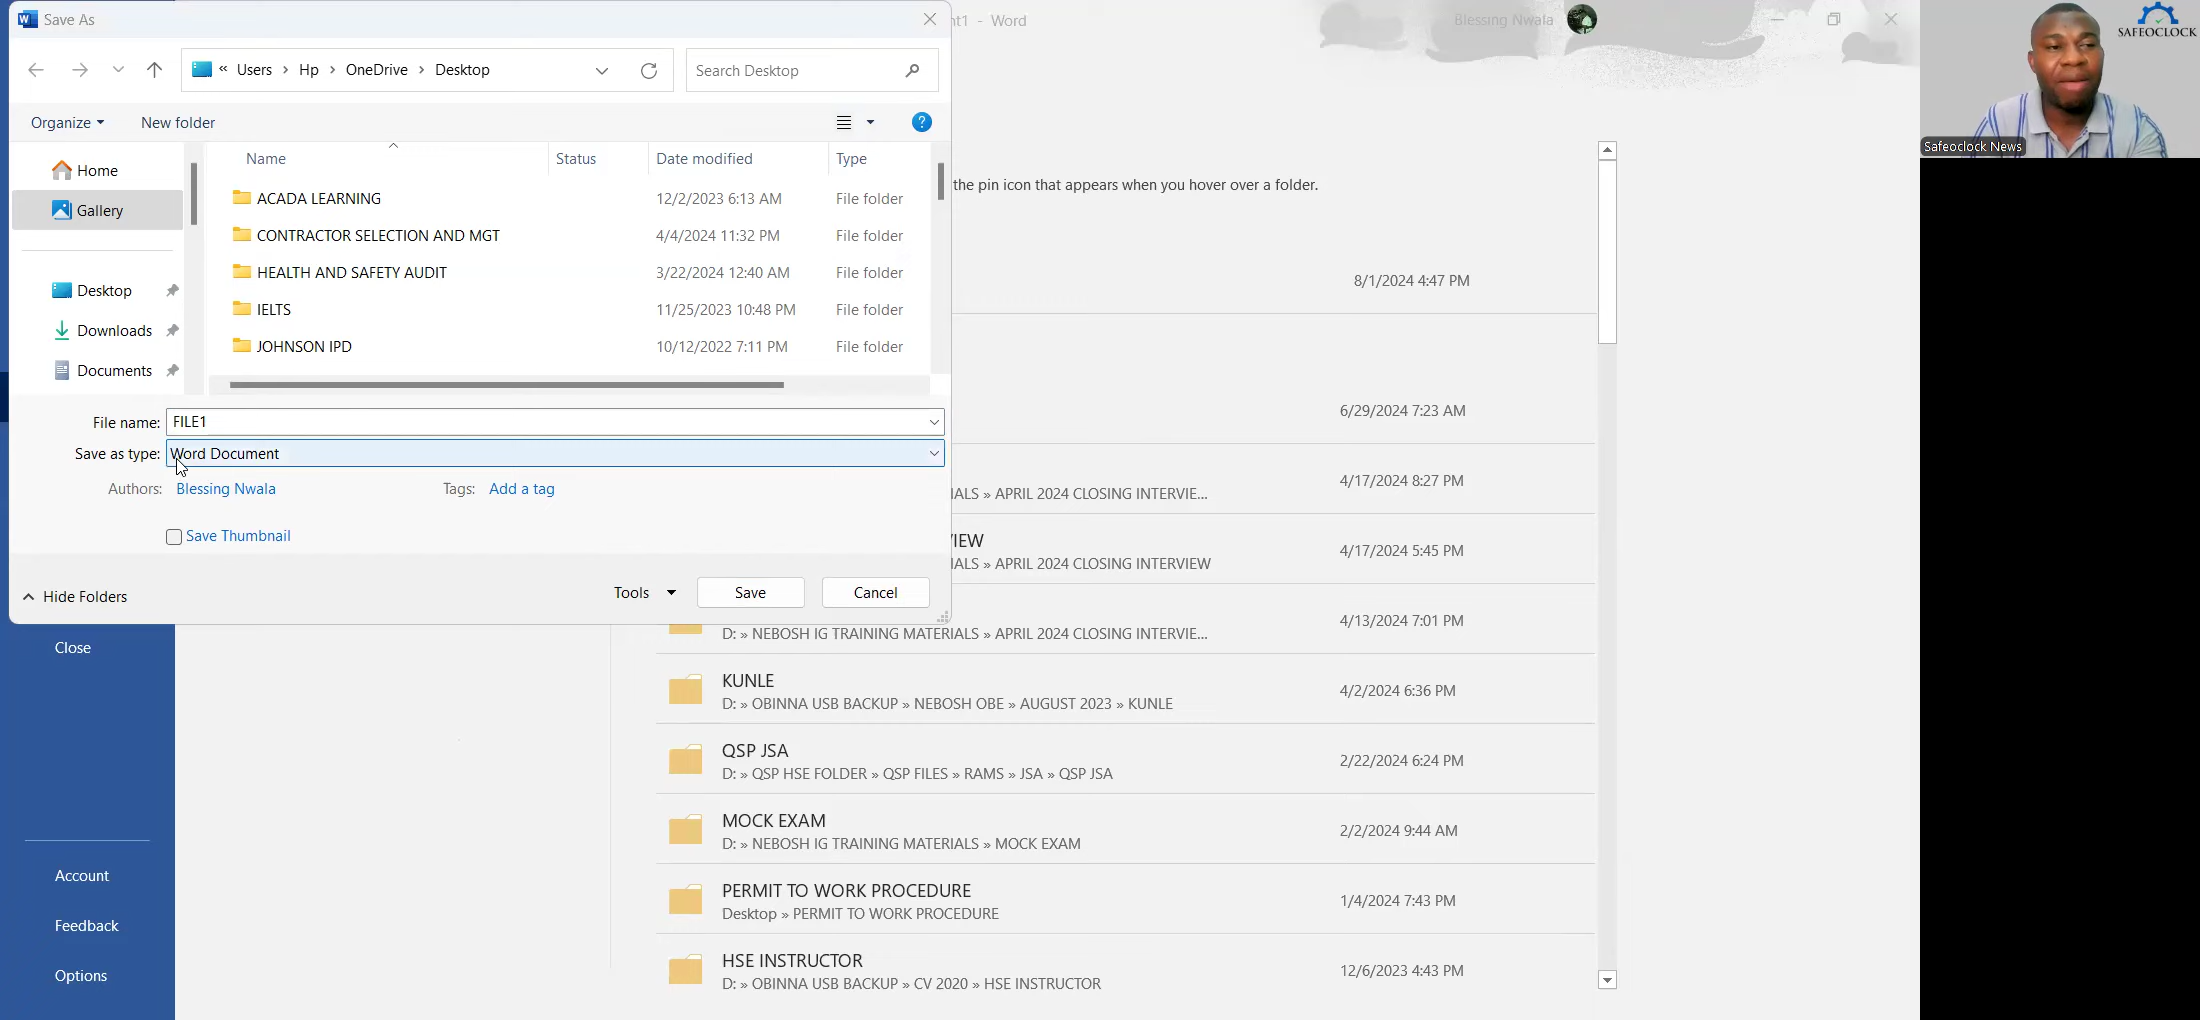 Save As
nt1 - Word
Blessing Nwala
SAFEOCLOCK
Safeoclock News
« Users › Hp › OneDrive › Desktop
Search Desktop
Organize
New folder
Home
Gallery
Desktop
Downloads
Documents
Name Status Date modified Type
ACADA LEARNING 12/2/2023 6:13 AM File folder
CONTRACTOR SELECTION AND MGT 4/4/2024 11:32 PM File folder
HEALTH AND SAFETY AUDIT 3/22/2024 12:40 AM File folder
IELTS 11/25/2023 10:48 PM File folder
JOHNSON IPD 10/12/2022 7:11 PM File folder
File name: FILE1
Save as type: Word Document
Authors: Blessing Nwala Tags: Add a tag
Save Thumbnail
Hide Folders
Tools Save Cancel
Close
Account
Feedback
Options
the pin icon that appears when you hover over a folder.
8/1/2024 4:47 PM
6/29/2024 7:23 AM
4/17/2024 8:27 PM
IALS » APRIL 2024 CLOSING INTERVIE...
IEW
4/17/2024 5:45 PM
IALS » APRIL 2024 CLOSING INTERVIEW
4/13/2024 7:01 PM
D: » NEBOSH IG TRAINING MATERIALS » APRIL 2024 CLOSING INTERVIE...
KUNLE
4/2/2024 6:36 PM
D: » OBINNA USB BACKUP » NEBOSH OBE » AUGUST 2023 » KUNLE
QSP JSA
2/22/2024 6:24 PM
D: » QSP HSE FOLDER » QSP FILES » RAMS » JSA » QSP JSA
MOCK EXAM
2/2/2024 9:44 AM
D: » NEBOSH IG TRAINING MATERIALS » MOCK EXAM
PERMIT TO WORK PROCEDURE
1/4/2024 7:43 PM
Desktop » PERMIT TO WORK PROCEDURE
HSE INSTRUCTOR
12/6/2023 4:43 PM
D: » OBINNA USB BACKUP » CV 2020 » HSE INSTRUCTOR